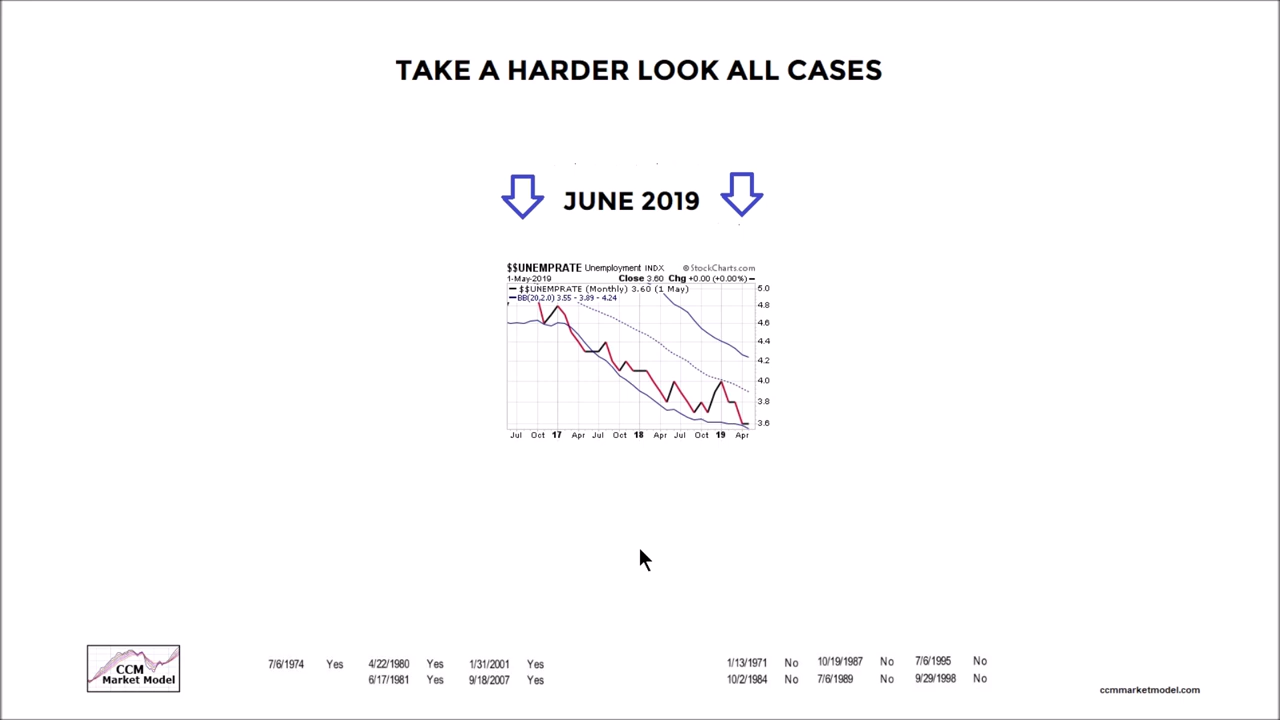 TAKE A HARDER LOOK ALL CASES
JUNE 2019
$$UNEMPRATE Unemployment INDX © StockCharts.com
1-May-2019 Close 3.60 Chg +0.00 (+0.00%)
$$UNEMPRATE (Monthly) 3.60 (1 May)
BB(20,2.0) 3.55 - 3.89 - 4.24
5.0
4.8
4.6
4.4
4.2
4.0
3.8
3.6
Jul Oct 17 Apr Jul Oct 18 Apr Jul Oct 19 Apr
CCM
Market Model
7/6/1974 Yes 4/22/1980 Yes 1/31/2001 Yes
6/17/1981 Yes 9/18/2007 Yes
1/13/1971 No 10/19/1987 No 7/6/1995 No
10/2/1984 No 7/6/1989 No 9/29/1998 No
ccmmarketmodel.com